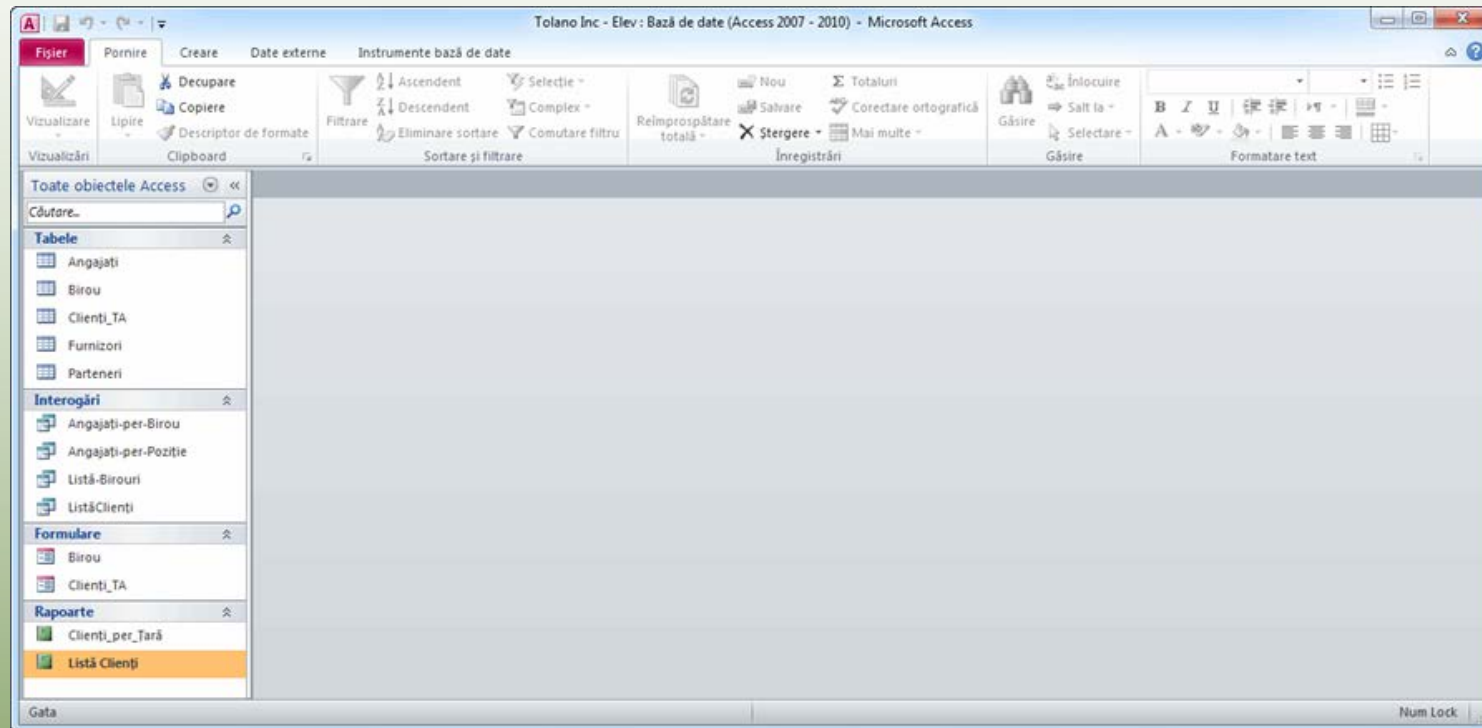 Tolano Inc - Elev : Bază de date (Access 2007 - 2010) - Microsoft Access
Fișier Pornire Creare Date externe Instrumente bază de date
Vizualizare
Lipire
Decupare
Copiere
Descriptor de formate
Filtrare
Ascendent
Descendent
Eliminare sortare
Selecție
Complex
Comutare filtru
Reîmprospătare
totală
Nou
Salvare
Ștergere
Totaluri
Corectare ortografică
Mai multe
Găsire
Înlocuire
Salt la
Selectare
B I U
A
Vizualizări Clipboard Sortare și filtrare Înregistrări Găsire Formatare text
Toate obiectele Access
Căutare...
Tabele
Angajati
Birou
Clienți_TA
Furnizori
Parteneri
Interogări
Angajați-per-Birou
Angajați-per-Poziție
Listă-Birouri
ListăClienți
Formulare
Birou
Clienți_TA
Rapoarte
Clienți_per_Țară
Listă Clienți
Gata Num Lock